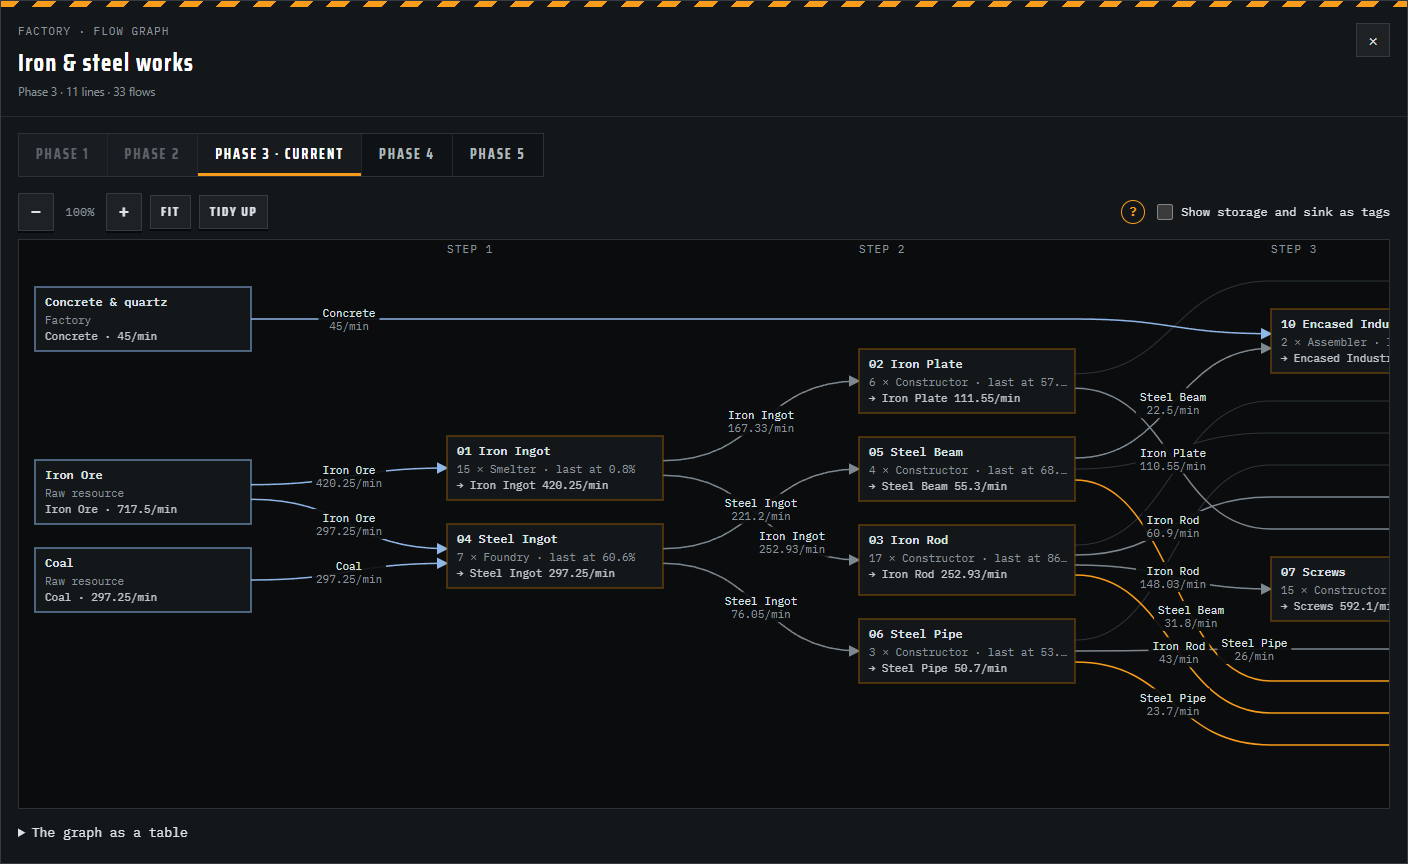 FACTORY · FLOW GRAPH
Iron & steel works
Phase 3 · 11 lines · 33 flows
×
PHASE 1
PHASE 2
PHASE 3 · CURRENT
PHASE 4
PHASE 5
−
100%
+
FIT
TIDY UP
?
Show storage and sink as tags
STEP 1
STEP 2
STEP 3
Concrete & quartz
Factory
Concrete · 45/min
Concrete
45/min
Iron Ore
Raw resource
Iron Ore · 717.5/min
Coal
Raw resource
Coal · 297.25/min
Iron Ore
420.25/min
Iron Ore
297.25/min
Coal
297.25/min
01 Iron Ingot
15 × Smelter · last at 0.8%
→ Iron Ingot 420.25/min
04 Steel Ingot
7 × Foundry · last at 60.6%
→ Steel Ingot 297.25/min
Iron Ingot
167.33/min
Steel Ingot
221.2/min
Iron Ingot
252.93/min
Steel Ingot
76.05/min
02 Iron Plate
6 × Constructor · last at 57.…
→ Iron Plate 111.55/min
05 Steel Beam
4 × Constructor · last at 68.…
→ Steel Beam 55.3/min
03 Iron Rod
17 × Constructor · last at 86.…
→ Iron Rod 252.93/min
06 Steel Pipe
3 × Constructor · last at 53.…
→ Steel Pipe 50.7/min
Steel Beam
22.5/min
Iron Plate
110.55/min
Iron Rod
60.9/min
Iron Rod
148.03/min
Steel Beam
31.8/min
Iron Rod
43/min
Steel Pipe
26/min
Steel Pipe
23.7/min
10 Encased Indu
2 × Assembler ·
→ Encased Industr
07 Screws
15 × Constructor
→ Screws 592.1/mi
The graph as a table